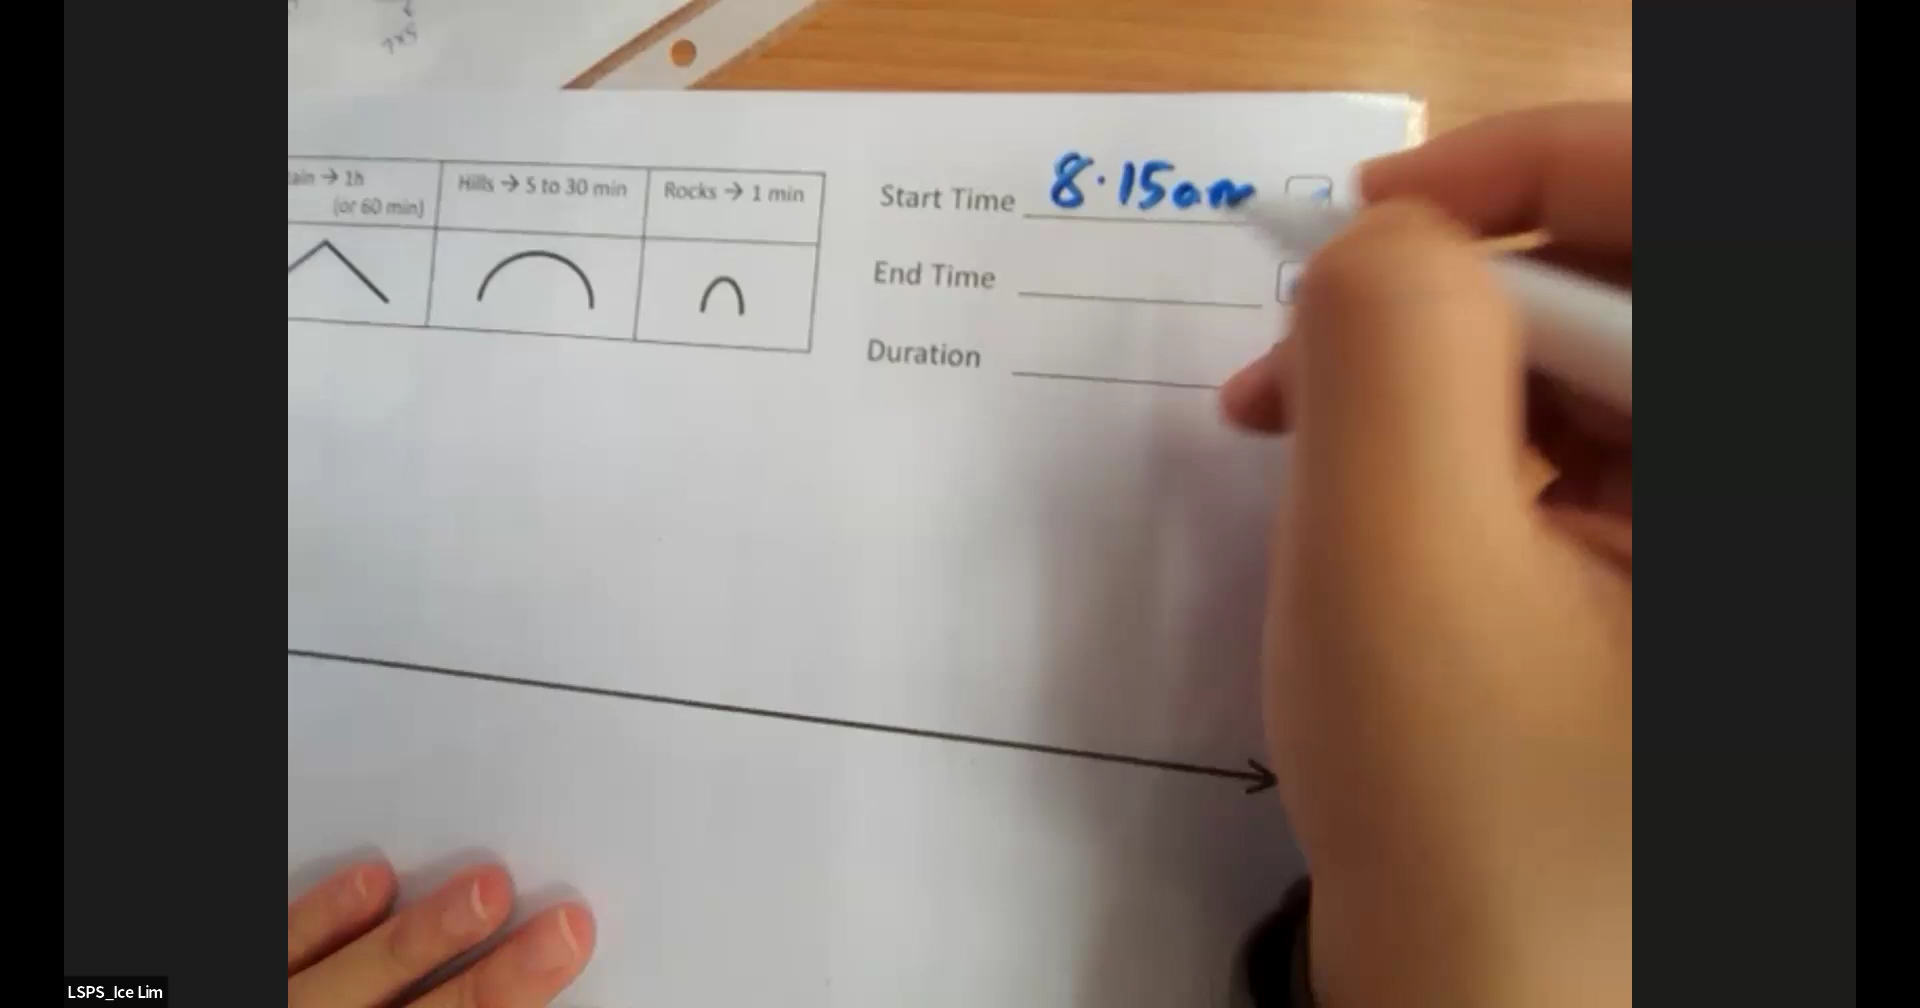 7x5
ain → 1h
(or 60 min)
Hills → 5 to 30 min
Rocks → 1 min
Start Time 8.15am
End Time
Duration
LSPS_Ice Lim